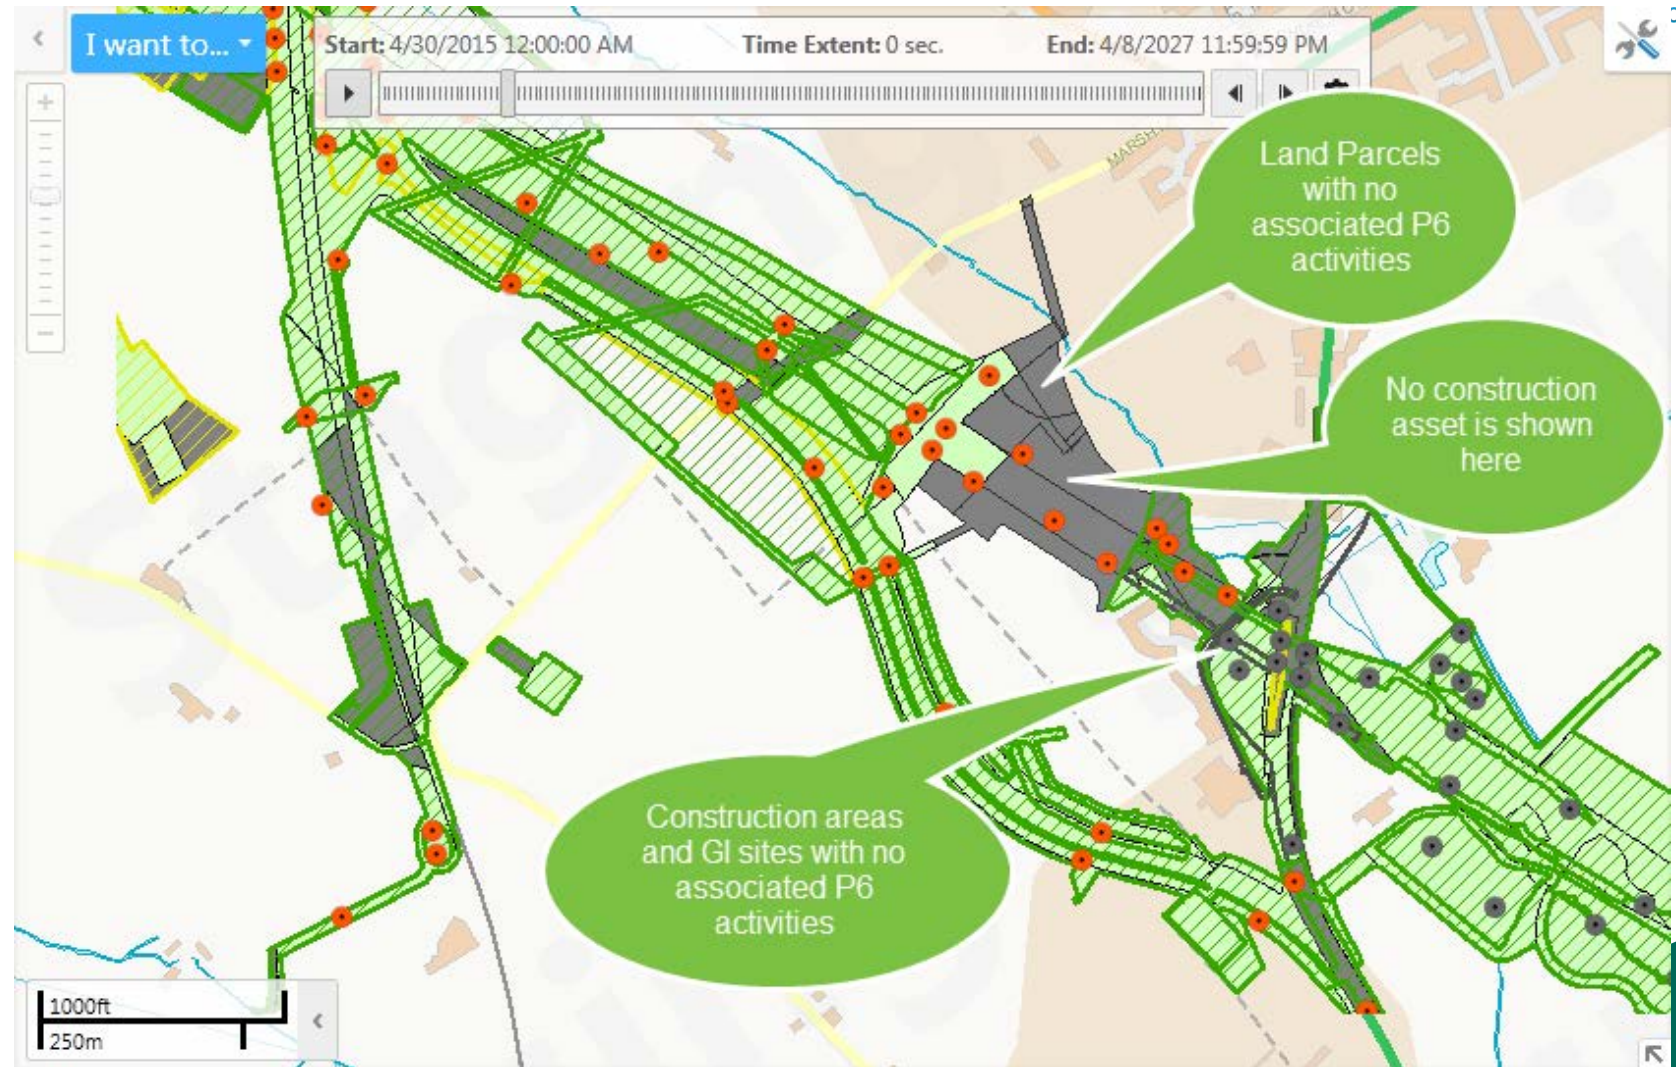 I want to...
Start: 4/30/2015 12:00:00 AM
Time Extent: 0 sec.
End: 4/8/2027 11:59:59 PM
Land Parcels
with no
associated P6
activities
No construction
asset is shown
here
Construction areas
and GI sites with no
associated P6
activities
1000ft
250m